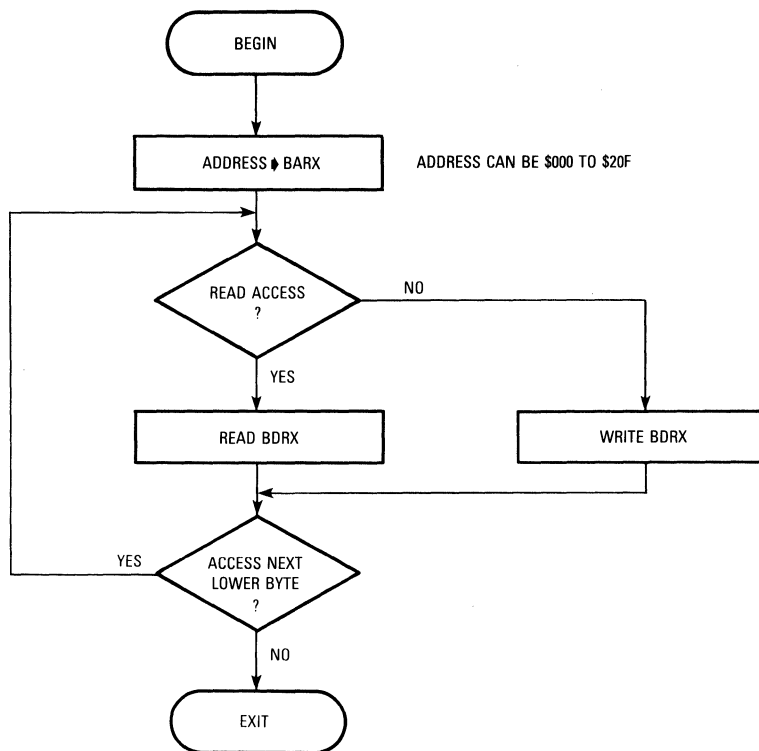 BEGIN
ADDRESS ➧ BARX
ADDRESS CAN BE $000 TO $20F
READ ACCESS
?
NO
YES
READ BDRX
WRITE BDRX
YES
ACCESS NEXT
LOWER BYTE
?
NO
EXIT